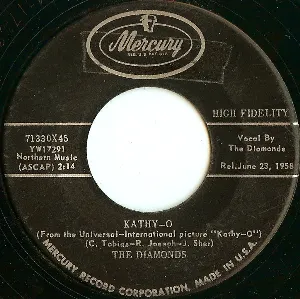 Mercury
HIGH FIDELITY
71330X45
YW17291
Northern Music
(ASCAP) 2:14
Vocal By
The Diamonds
Rel.June 23, 1958
KATHY-O
(From the Universal-International picture "Kathy-O")
(C. Tobias-R. Joseph-J. Sher)
THE DIAMONDS
MERCURY RECORD CORPORATION, MADE IN U.S.A.